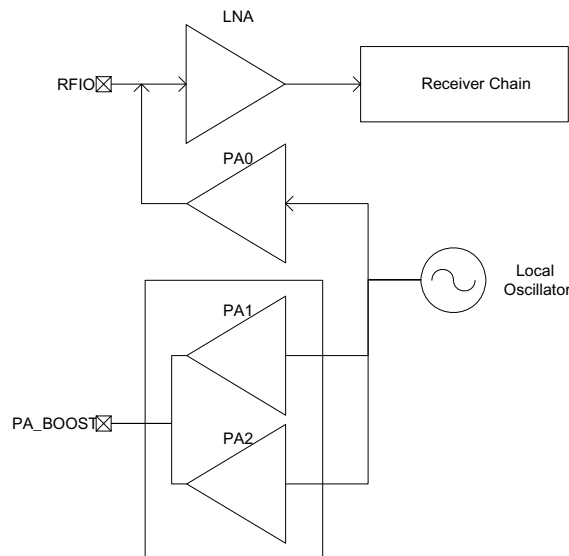 LNA
RFIO
Receiver Chain
PA0
Local
Oscillator
PA1
PA_BOOST
PA2